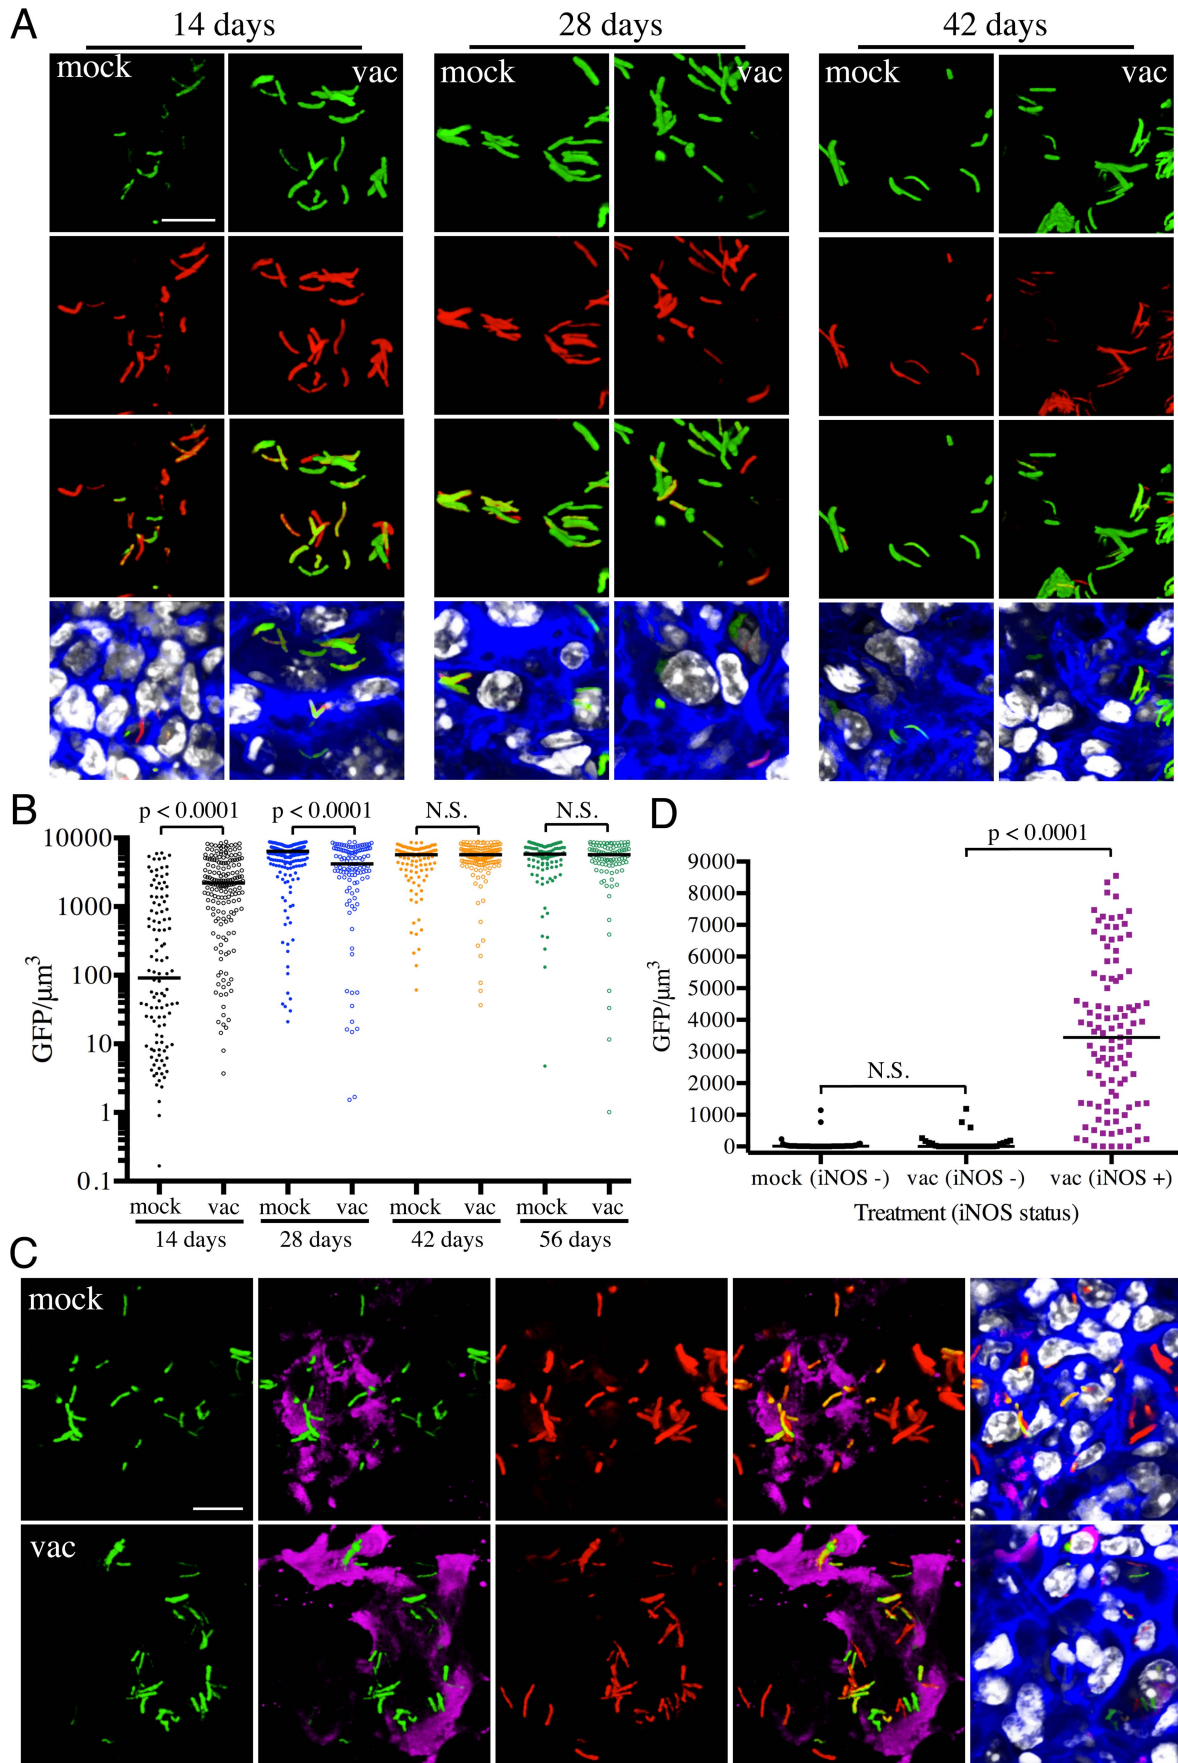 A
14 days
28 days
42 days
mock
vac
mock
vac
mock
vac
B
p < 0.0001
p < 0.0001
N.S.
N.S.
10000
1000
100
10
1
0.1
GFP/μm³
mock
vac
mock
vac
mock
vac
mock
vac
14 days
28 days
42 days
56 days
D
p < 0.0001
N.S.
9000
8000
7000
6000
5000
4000
3000
2000
1000
0
GFP/μm³
mock (iNOS -)
vac (iNOS -)
vac (iNOS +)
Treatment (iNOS status)
C
mock
vac